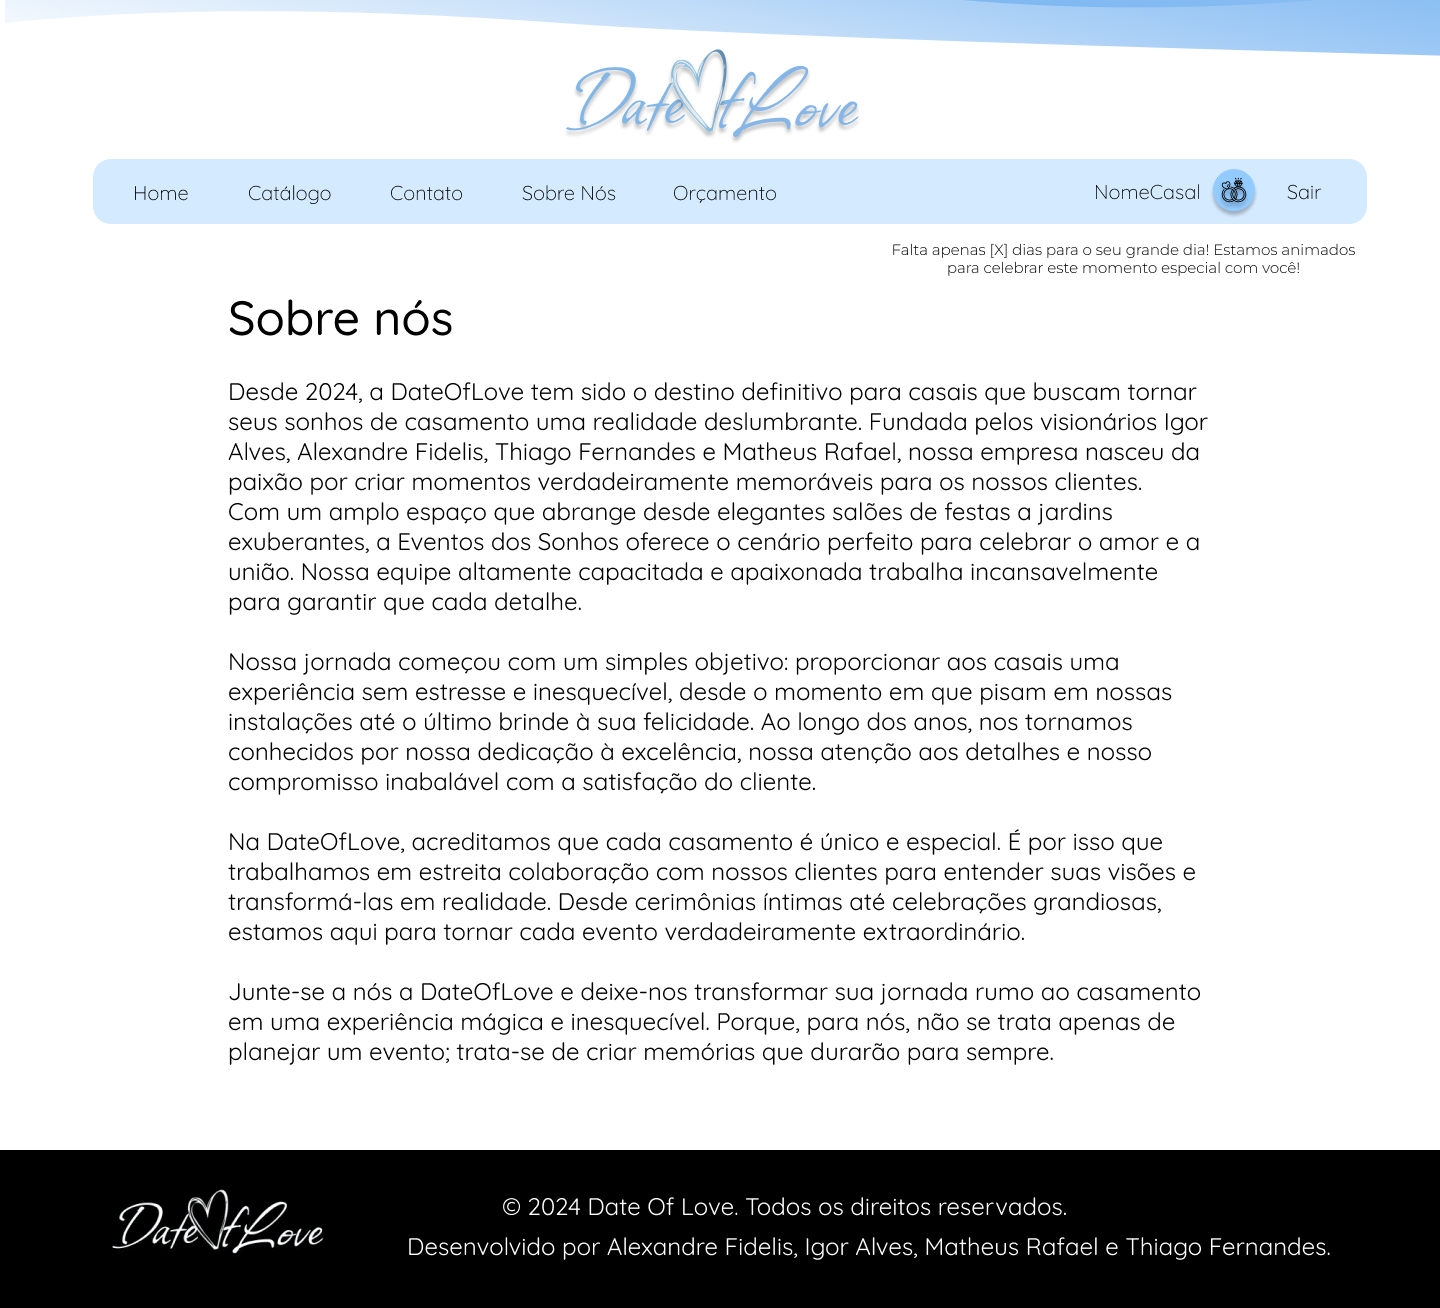 DateOfLove
Home Catálogo Contato Sobre Nós Orçamento NomeCasal Sair
Falta apenas [X] dias para o seu grande dia! Estamos animados
para celebrar este momento especial com você!
Sobre nós
Desde 2024, a DateOfLove tem sido o destino definitivo para casais que buscam tornar
seus sonhos de casamento uma realidade deslumbrante. Fundada pelos visionários Igor
Alves, Alexandre Fidelis, Thiago Fernandes e Matheus Rafael, nossa empresa nasceu da
paixão por criar momentos verdadeiramente memoráveis para os nossos clientes.
Com um amplo espaço que abrange desde elegantes salões de festas a jardins
exuberantes, a Eventos dos Sonhos oferece o cenário perfeito para celebrar o amor e a
união. Nossa equipe altamente capacitada e apaixonada trabalha incansavelmente
para garantir que cada detalhe.
Nossa jornada começou com um simples objetivo: proporcionar aos casais uma
experiência sem estresse e inesquecível, desde o momento em que pisam em nossas
instalações até o último brinde à sua felicidade. Ao longo dos anos, nos tornamos
conhecidos por nossa dedicação à excelência, nossa atenção aos detalhes e nosso
compromisso inabalável com a satisfação do cliente.
Na DateOfLove, acreditamos que cada casamento é único e especial. É por isso que
trabalhamos em estreita colaboração com nossos clientes para entender suas visões e
transformá-las em realidade. Desde cerimônias íntimas até celebrações grandiosas,
estamos aqui para tornar cada evento verdadeiramente extraordinário.
Junte-se a nós a DateOfLove e deixe-nos transformar sua jornada rumo ao casamento
em uma experiência mágica e inesquecível. Porque, para nós, não se trata apenas de
planejar um evento; trata-se de criar memórias que durarão para sempre.
DateOfLove
© 2024 Date Of Love. Todos os direitos reservados.
Desenvolvido por Alexandre Fidelis, Igor Alves, Matheus Rafael e Thiago Fernandes.